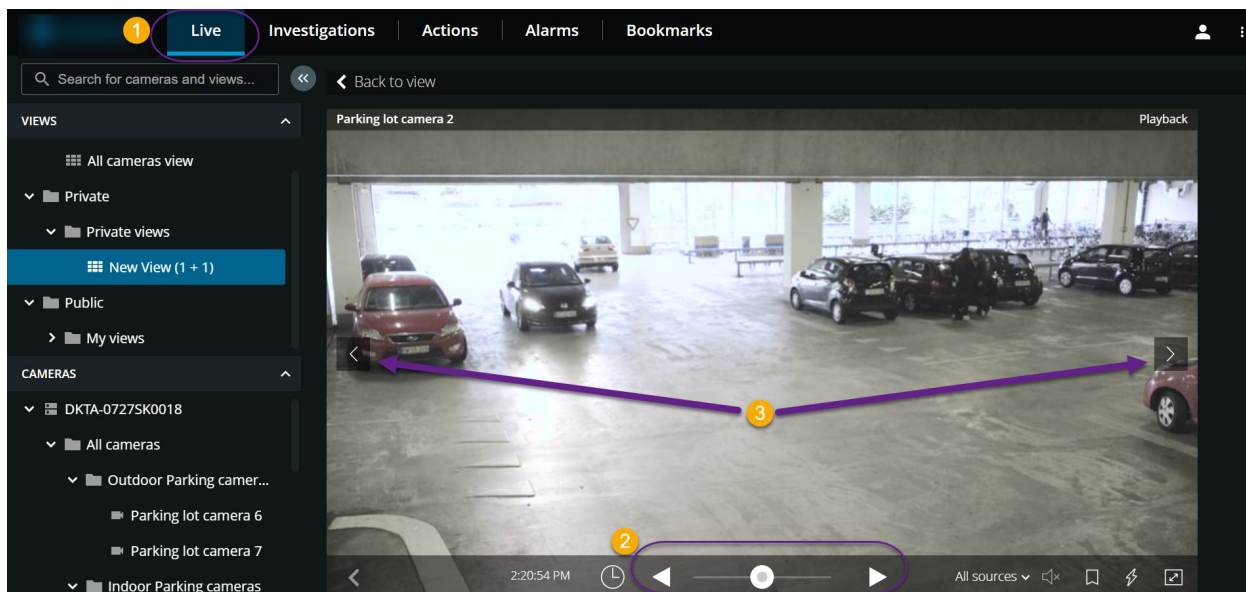 1
Live
Investigations
Actions
Alarms
Bookmarks
Search for cameras and views...
Back to view
VIEWS
Parking lot camera 2
Playback
All cameras view
Private
Private views
New View (1 + 1)
Public
My views
CAMERAS
3
DKTA-0727SK0018
All cameras
Outdoor Parking camer...
Parking lot camera 6
2
Parking lot camera 7
Indoor Parking cameras
2:20:54 PM
All sources